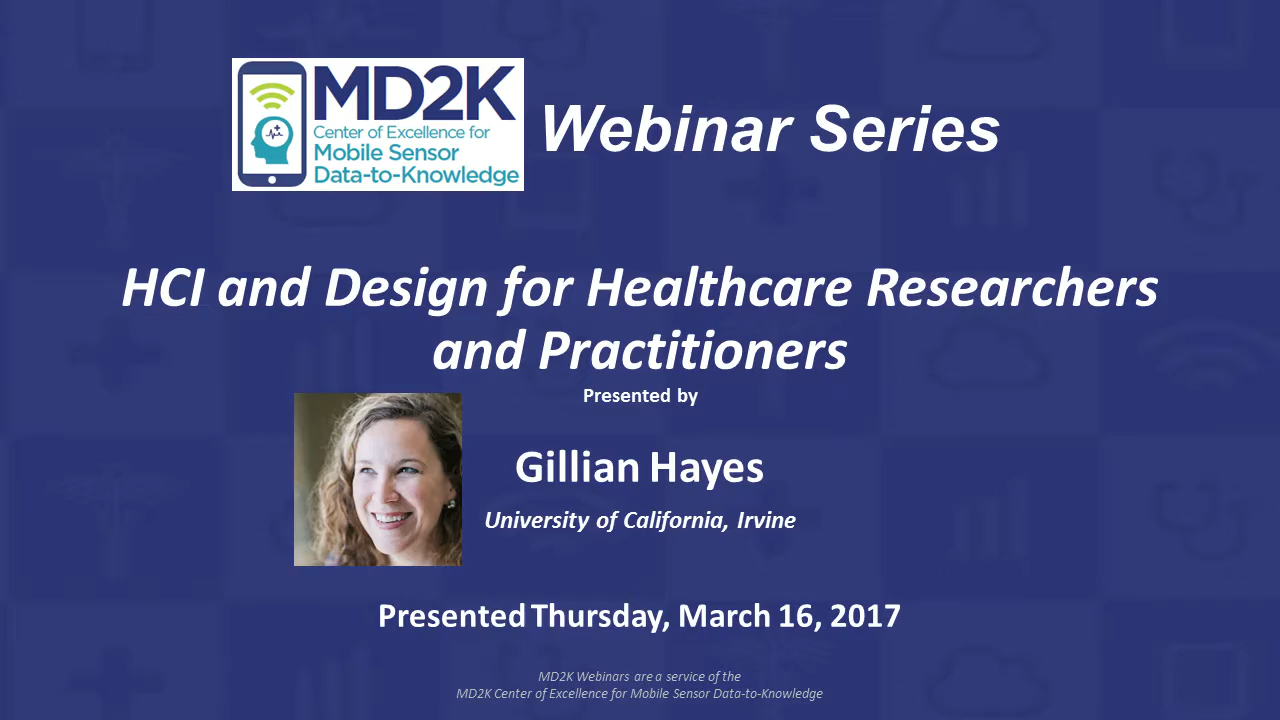 MD2K
Center of Excellence for
Mobile Sensor
Data-to-Knowledge
Webinar Series
HCI and Design for Healthcare Researchers
and Practitioners
Presented by
Gillian Hayes
University of California, Irvine
Presented Thursday, March 16, 2017
MD2K Webinars are a service of the
MD2K Center of Excellence for Mobile Sensor Data-to-Knowledge